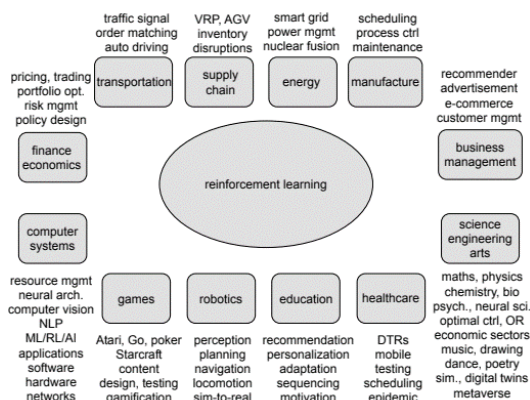 traffic signal
order matching
auto driving
transportation
VRP, AGV
inventory
disruptions
supply
chain
smart grid
power mgmt
nuclear fusion
energy
scheduling
process ctrl
maintenance
manufacture
pricing, trading
portfolio opt.
risk mgmt
policy design
finance
economics
recommender
advertisement
e-commerce
customer mgmt
business
management
reinforcement learning
computer
systems
resource mgmt
neural arch.
computer vision
NLP
ML/RL/AI
applications
software
hardware
networks
games
Atari, Go, poker
Starcraft
content
design, testing
gamification
robotics
perception
planning
navigation
locomotion
sim-to-real
education
recommendation
personalization
adaptation
sequencing
motivation
healthcare
DTRs
mobile
testing
scheduling
epidemic
science
engineering
arts
maths, physics
chemistry, bio
psych., neural sci.
optimal ctrl, OR
economic sectors
music, drawing
dance, poetry
sim., digital twins
metaverse